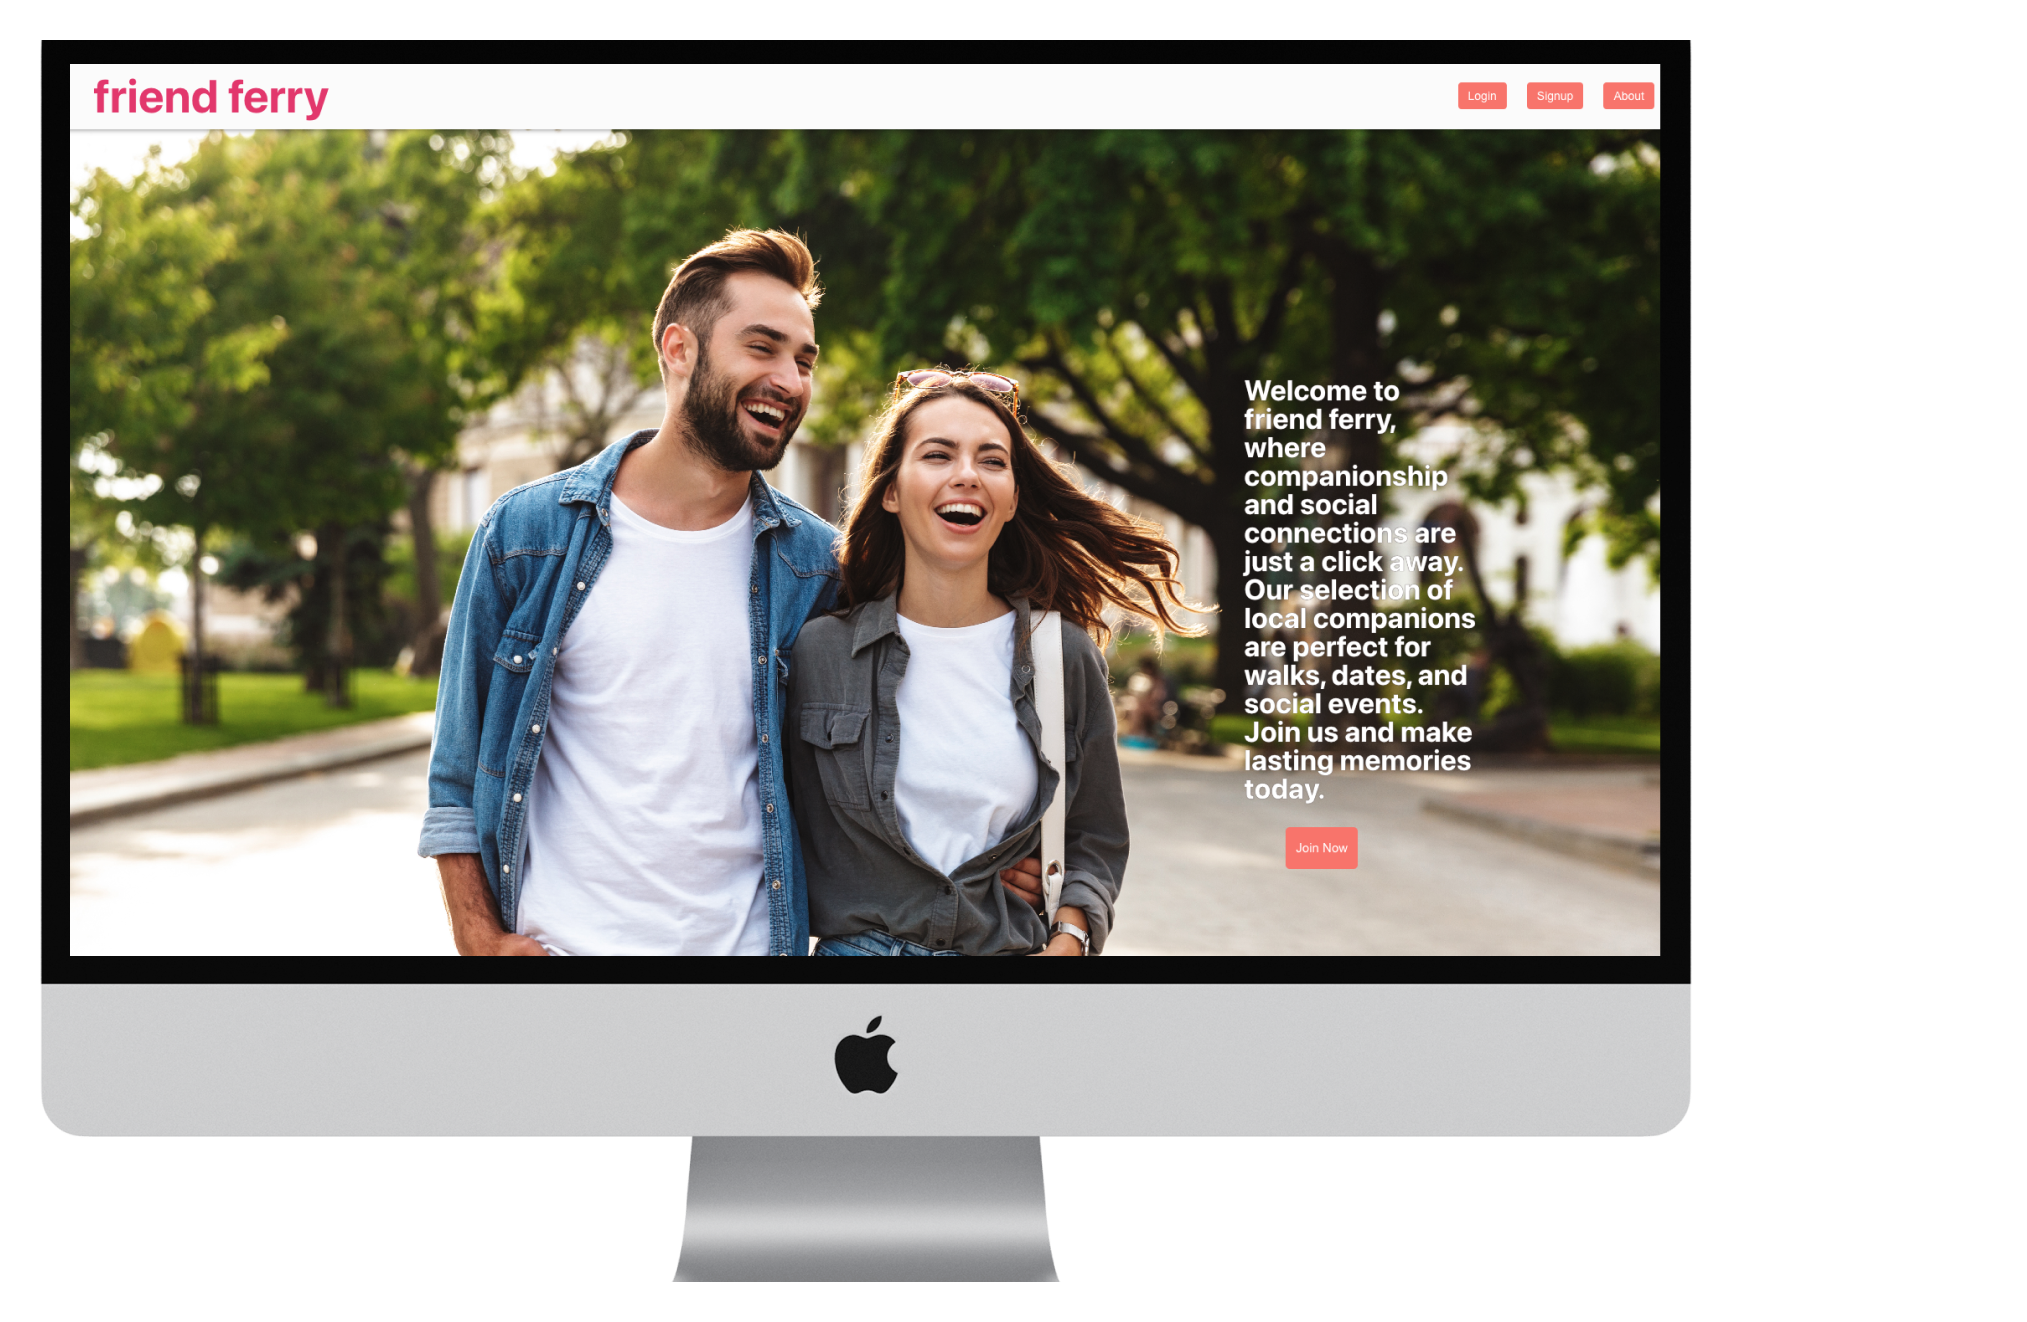 friend ferry
Login
Signup
About
Welcome to
friend ferry,
where
companionship
and social
connections are
just a click away.
Our selection of
local companions
are perfect for
walks, dates, and
social events.
Join us and make
lasting memories
today.
Join Now